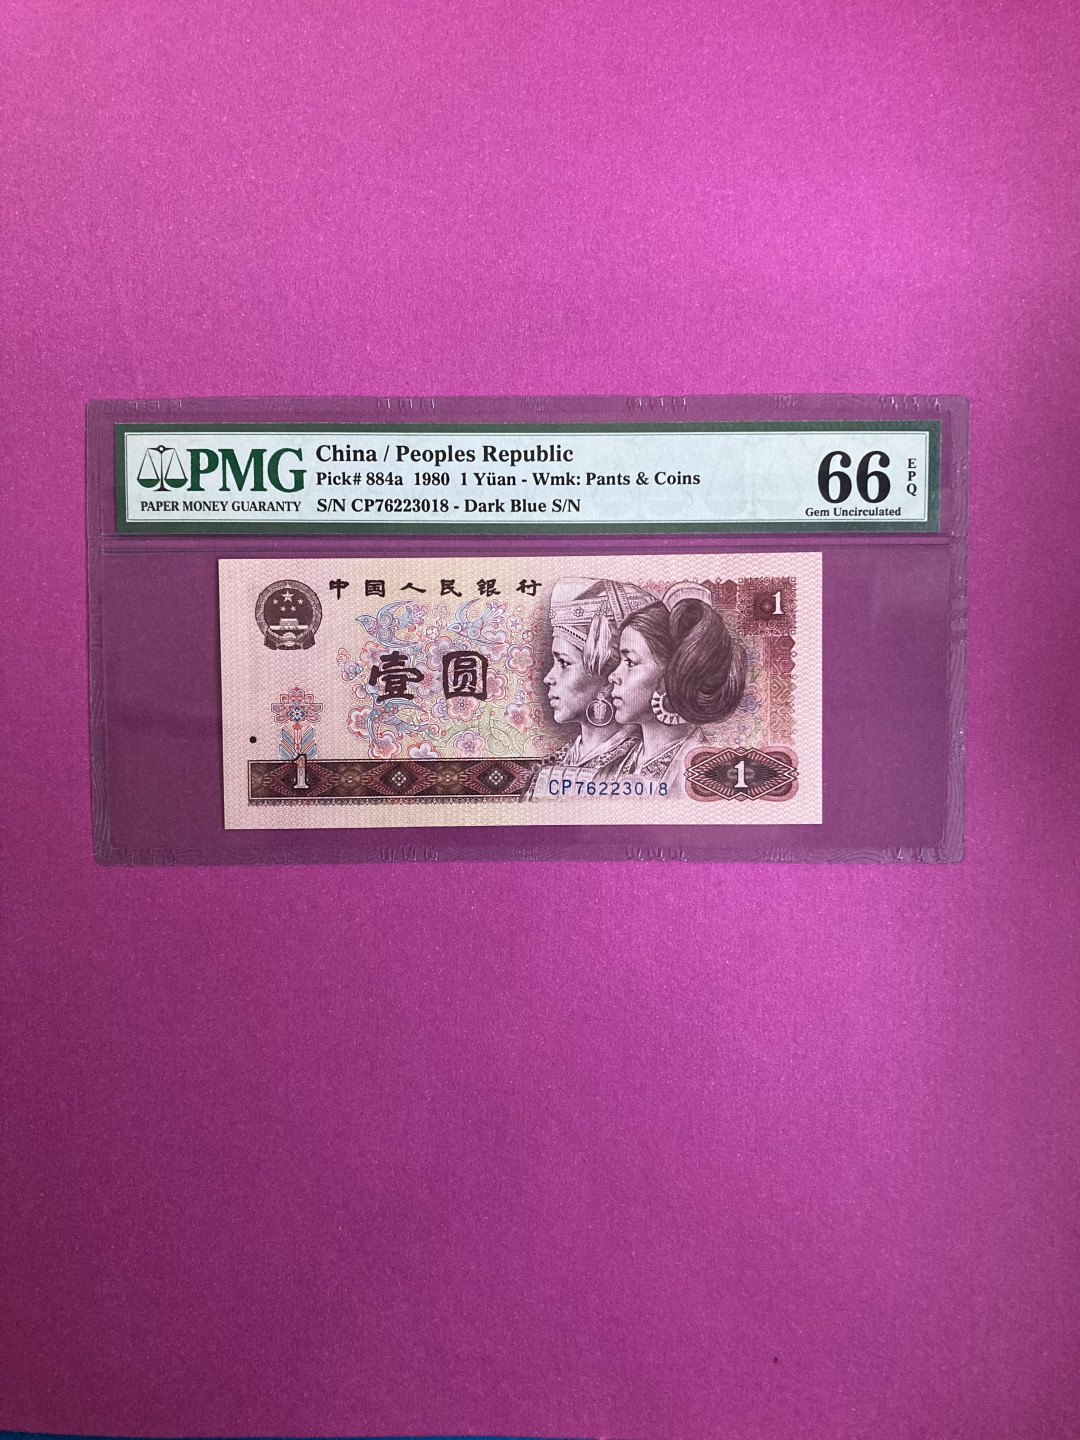 PMG
PAPER MONEY GUARANTY
China / Peoples Republic
Pick# 884a 1980 1 Yüan - Wmk: Pants & Coins
S/N CP76223018 - Dark Blue S/N
66
EPQ
Gem Uncirculated
中国人民银行
1
壹圆
1
CP76223018
1